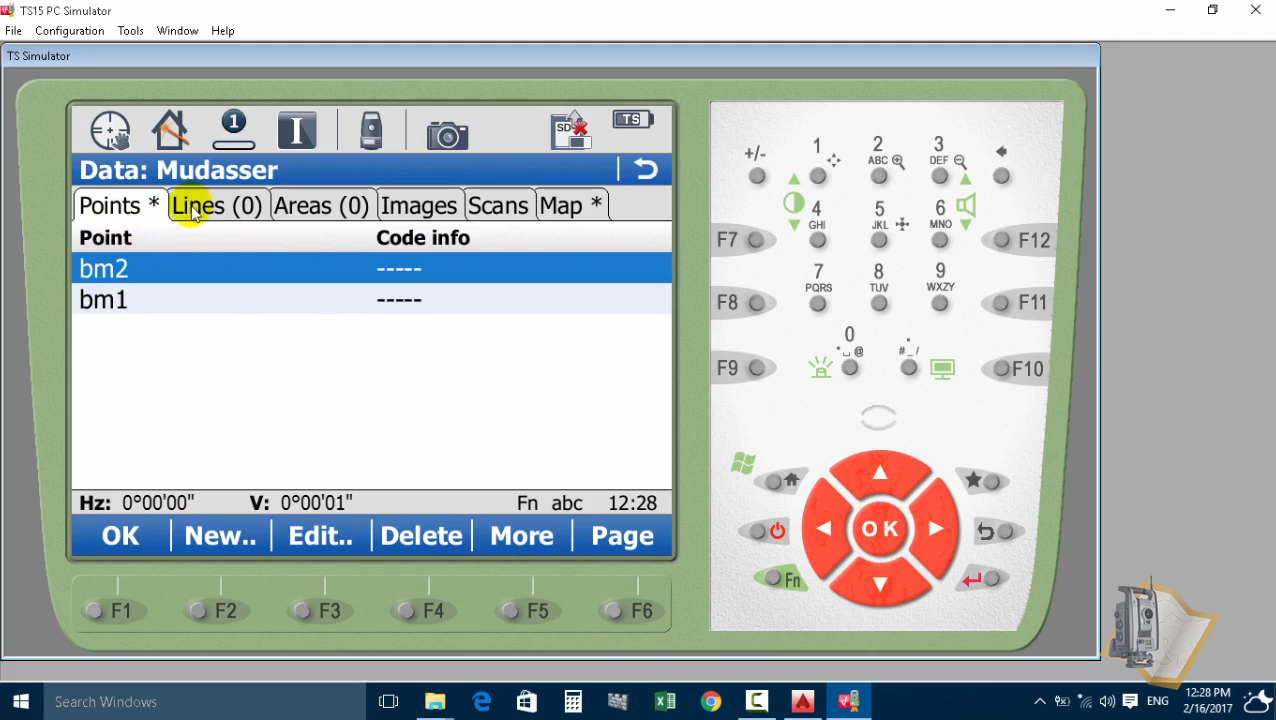 TS15 PC Simulator
File Configuration Tools Window Help
TS Simulator
1 I SD TS
Data: Mudasser
Points * Lines (0) Areas (0) Images Scans Map *
Point Code info
bm2 -----
bm1 -----
Hz: 0°00'00" V: 0°00'01" Fn abc 12:28
OK New.. Edit.. Delete More Page
F1 F2 F3 F4 F5 F6
+/- 1 2 ABC 3 DEF
F7 4 GHI 5 JKL 6 MNO F12
F8 7 PQRS 8 TUV 9 WXZY F11
F9 0 * ␣ @ . # _ / F10
OK
Fn
Search Windows
ENG
12:28 PM
2/16/2017